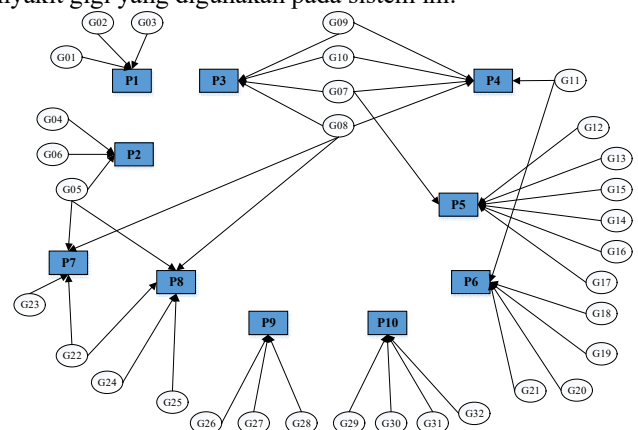 nyakit gigi yang digunakan pada sistem ini.
G02 G03 G09
G01 P1 P3 G10 P4 G11
G07
G04 G08 G12
G06 P2 G13
G05 G15
P5 G14
G16
P7 P8 P6 G17
G23 G18
P9 P10
G22 G19
G24 G21 G20
G25
G26 G27 G28 G29 G30 G31 G32